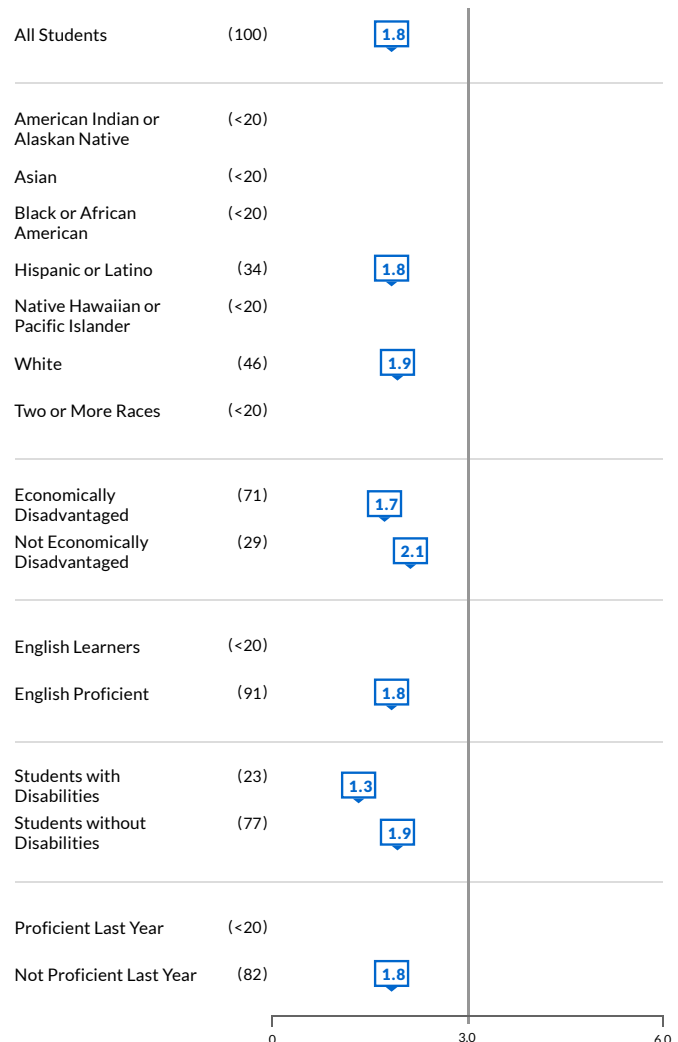 All Students (100) 1.8
American Indian or (<20)
Alaskan Native
Asian (<20)
Black or African (<20)
American
Hispanic or Latino (34) 1.8
Native Hawaiian or (<20)
Pacific Islander
White (46) 1.9
Two or More Races (<20)
Economically (71) 1.7
Disadvantaged
Not Economically (29) 2.1
Disadvantaged
English Learners (<20)
English Proficient (91) 1.8
Students with (23) 1.3
Disabilities
Students without (77) 1.9
Disabilities
Proficient Last Year (<20)
Not Proficient Last Year (82) 1.8
0 3.0 6.0